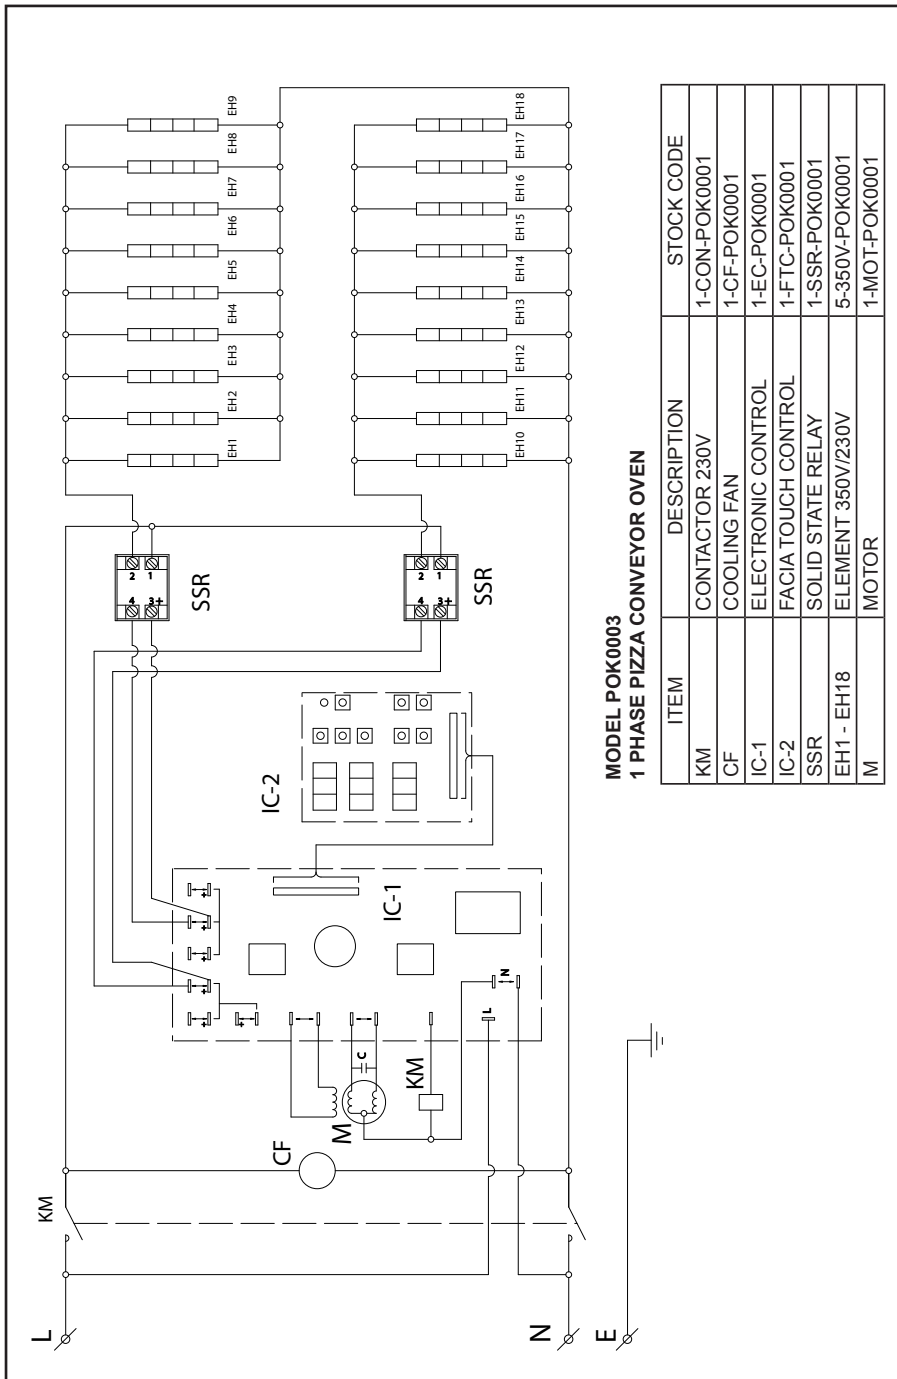 L
N
E
KM
CF
M
C
KM
L
N
+
+
+
+
+
+
IC-1
IC-2
SSR
2 1
4 3+
SSR
2 1
4 3+
EH1
EH2
EH3
EH4
EH5
EH6
EH7
EH8
EH9
EH10
EH11
EH12
EH13
EH14
EH15
EH16
EH17
EH18
MODEL POK0003
1 PHASE PIZZA CONVEYOR OVEN
ITEM DESCRIPTION STOCK CODE
KM CONTACTOR 230V 1-CON-POK0001
CF COOLING FAN 1-CF-POK0001
IC-1 ELECTRONIC CONTROL 1-EC-POK0001
IC-2 FACIA TOUCH CONTROL 1-FTC-POK0001
SSR SOLID STATE RELAY 1-SSR-POK0001
EH1 - EH18 ELEMENT 350V/230V 5-350V-POK0001
M MOTOR 1-MOT-POK0001